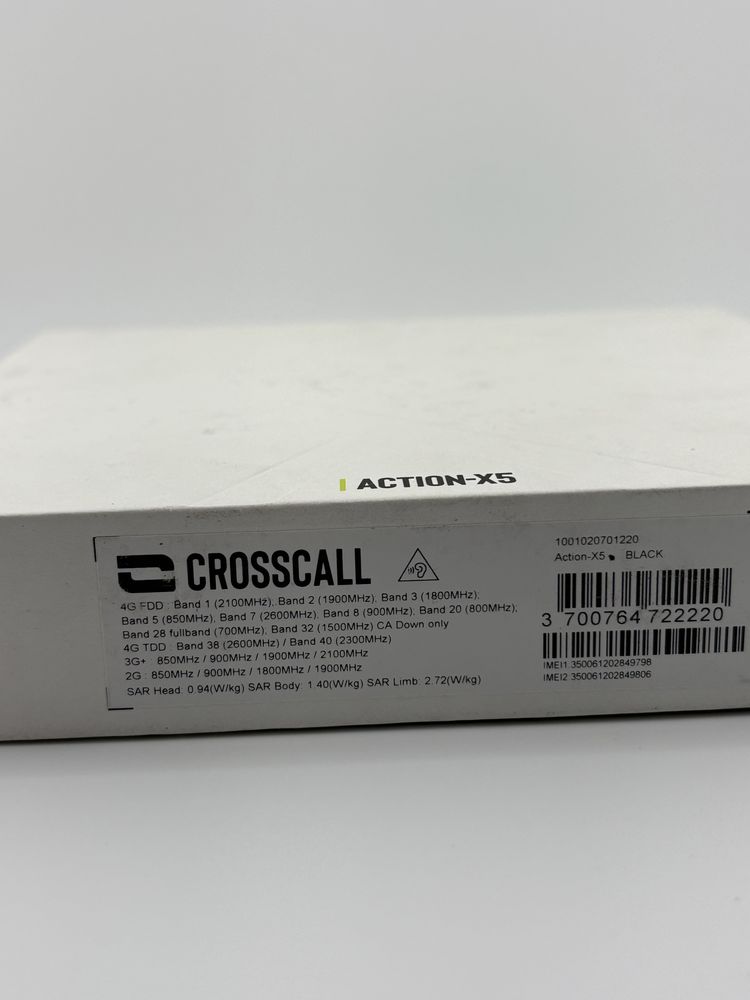 ACTION-X5
CROSSCALL
4G FDD : Band 1 (2100MHz); Band 2 (1900MHz); Band 3 (1800MHz);
Band 5 (850MHz), Band 7 (2600MHz); Band 8 (900MHz); Band 20 (800MHz);
Band 28 fullband (700MHz), Band 32 (1500MHz) CA Down only
4G TDD : Band 38 (2600MHz) / Band 40 (2300MHz)
3G+ 850MHz / 900MHz / 1900MHz / 2100MHz
2G : 850MHz / 900MHz / 1800MHz / 1900MHz
SAR Head: 0.94(W/kg) SAR Body: 1.40(W/kg) SAR Limb: 2.72(W/kg)
1001020701220
Action-X5 BLACK
3 700764 722220
IMEI1 350061202849798
IMEI2 350061202849806